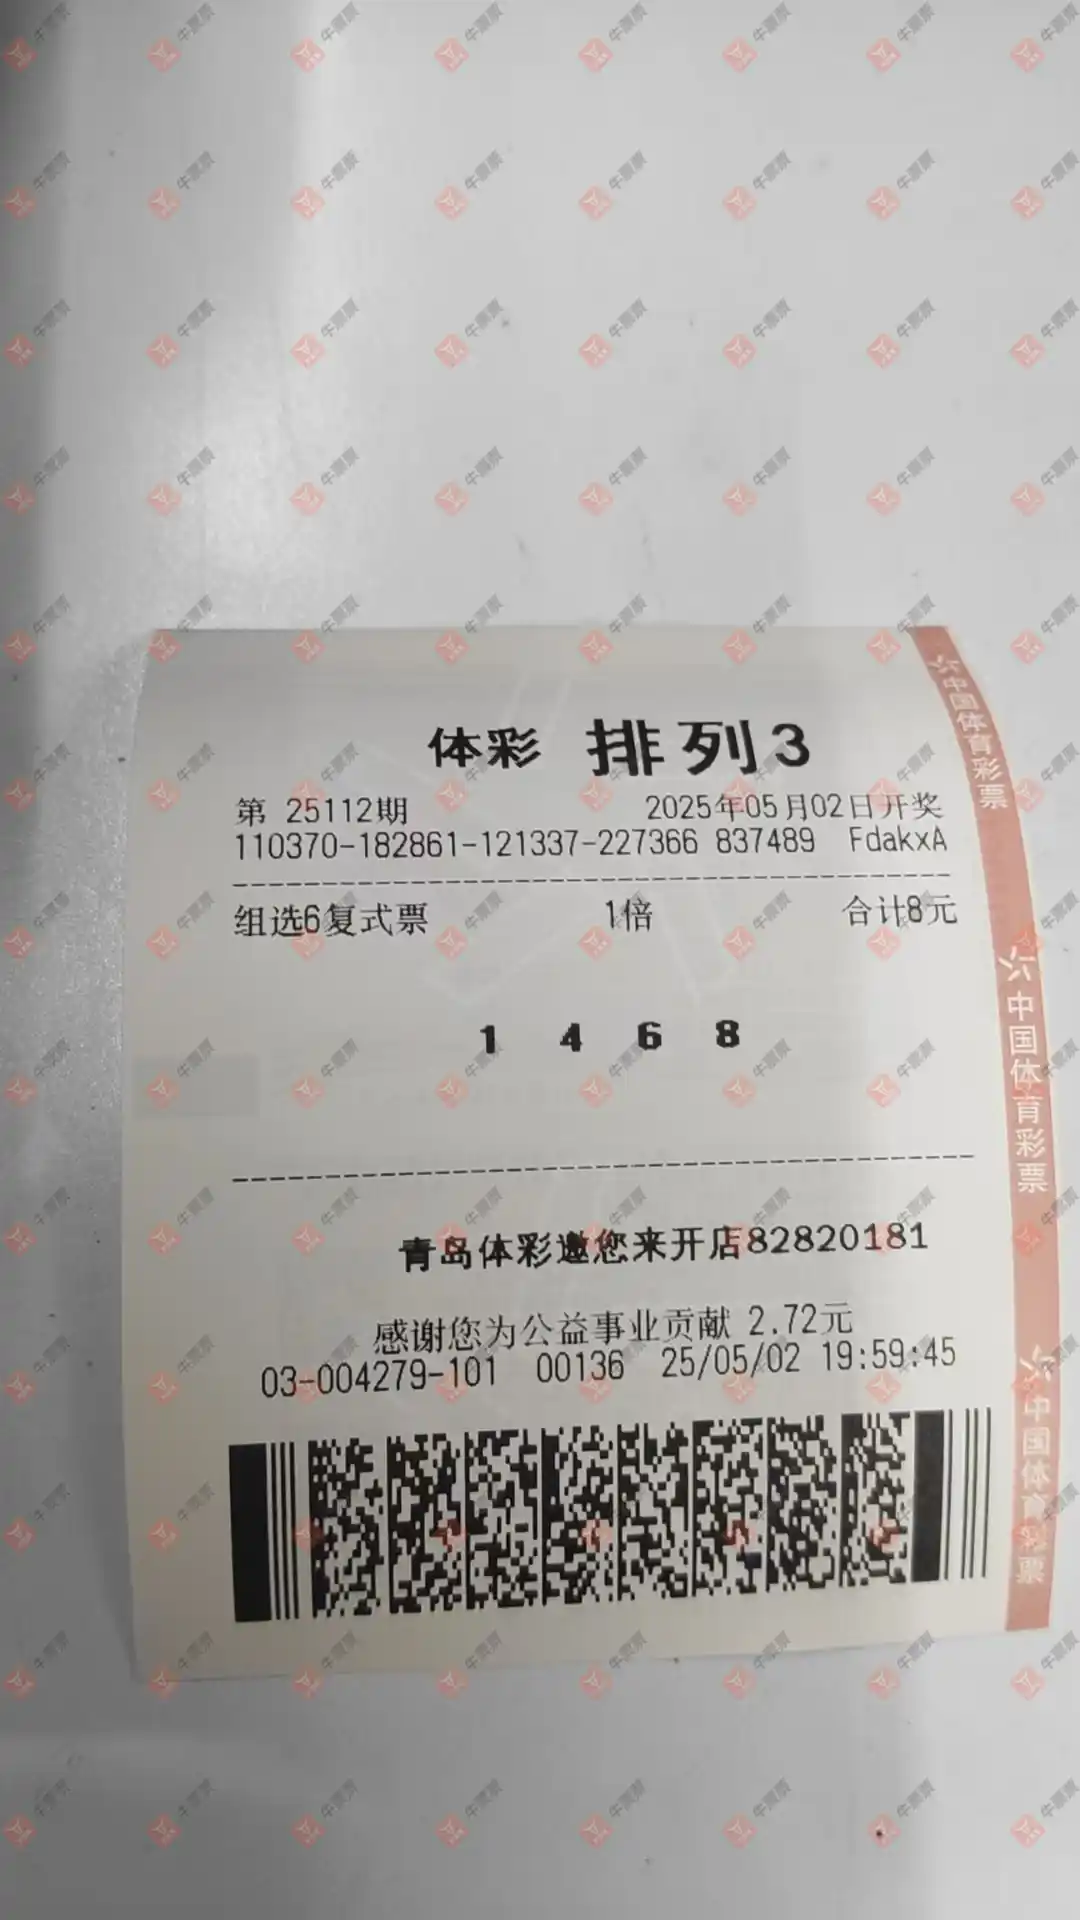 体彩 排列3
第 25112期 2025年05月02日开奖
110370-182861-121337-227366 837489 FdakxA
组选6复式票 1倍 合计8元
1 4 6 8
青岛体彩邀您来开店82820181
感谢您为公益事业贡献 2.72元
03-004279-101 00136 25/05/02 19:59:45
中国体育彩票
中国体育彩票
中国体育彩票
牛票票